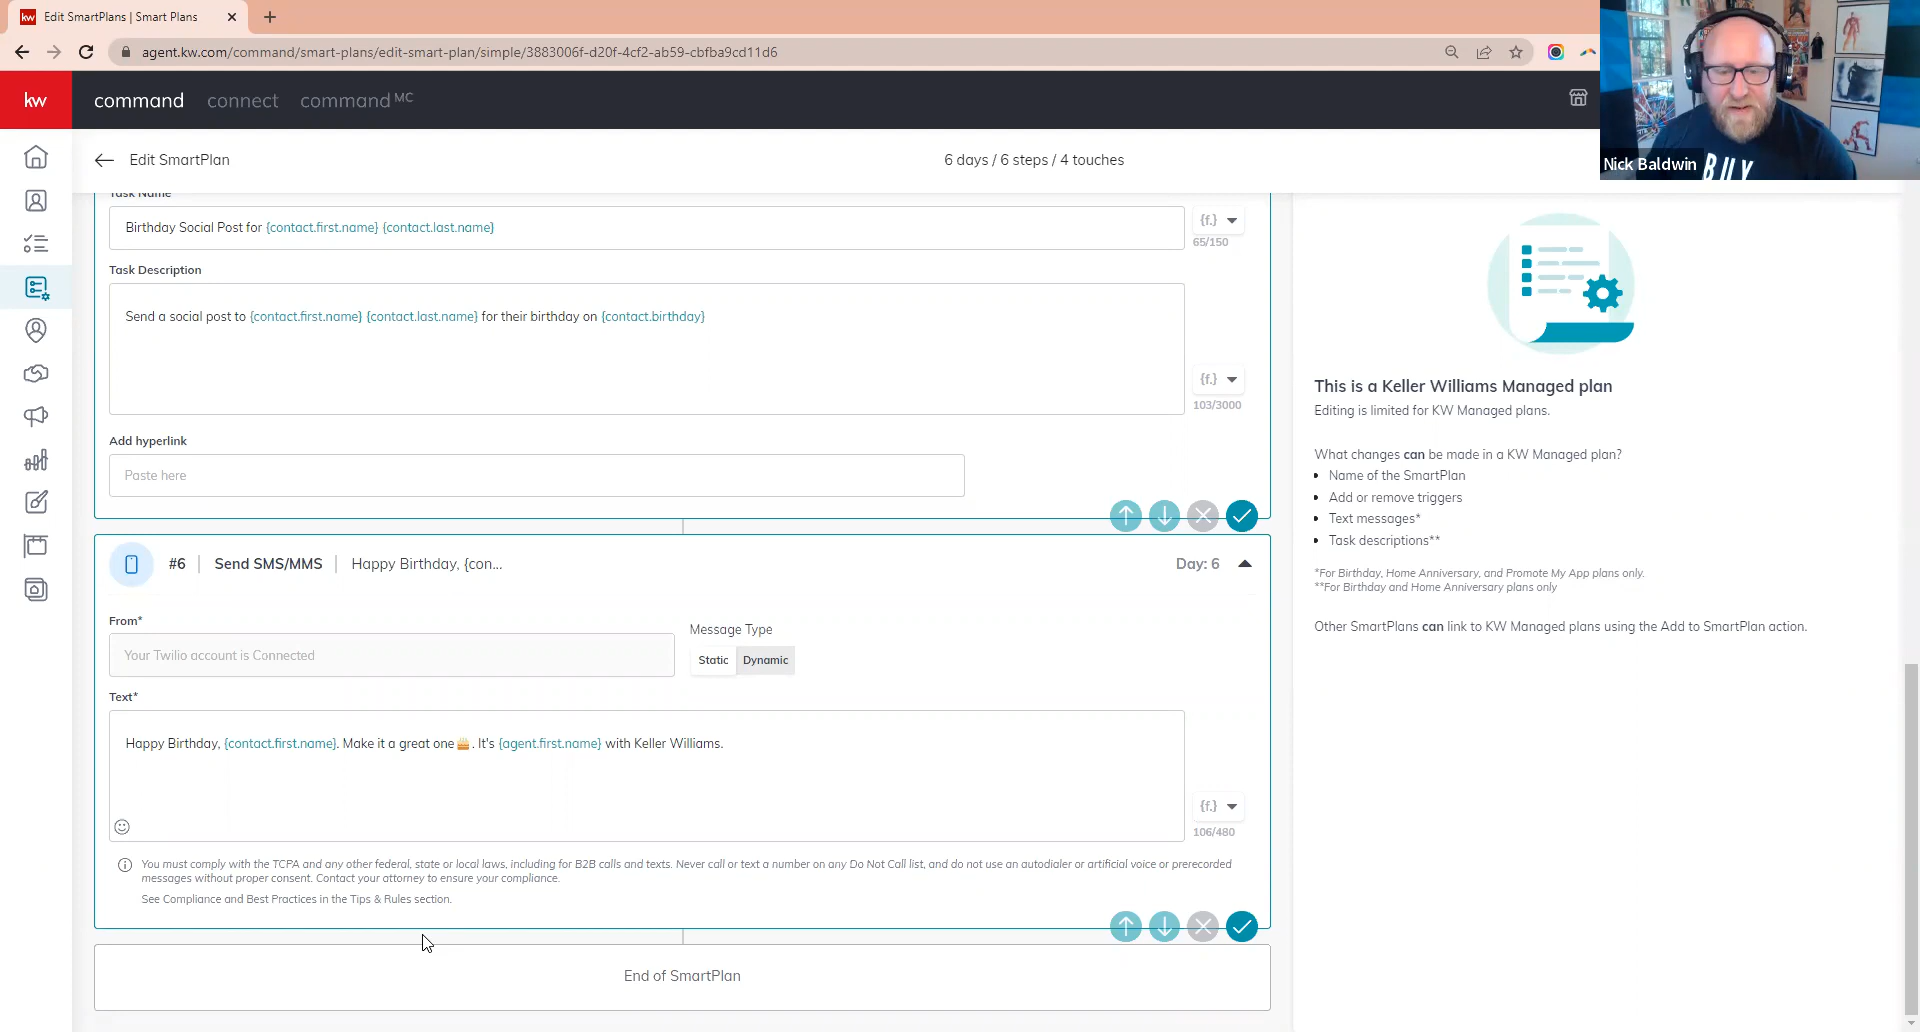 kw Edit SmartPlans | Smart Plans
agent.kw.com/command/smart-plans/edit-smart-plan/simple/3883006f-d20f-4cf2-ab59-cbfba9cd11d6
kw command connect command MC
Nick Baldwin
BUY
Edit SmartPlan
6 days / 6 steps / 4 touches
Task Name
Birthday Social Post for {contact.first.name} {contact.last.name}
{f.}
65/150
Task Description
Send a social post to {contact.first.name} {contact.last.name} for their birthday on {contact.birthday}
{f.}
103/3000
Add hyperlink
Paste here
#6 | Send SMS/MMS | Happy Birthday, {con...
Day: 6
From*
Your Twilio account is Connected
Message Type
Static Dynamic
Text*
Happy Birthday, {contact.first.name}. Make it a great one🎂. It's {agent.first.name} with Keller Williams.
{f.}
106/480
You must comply with the TCPA and any other federal, state or local laws, including for B2B calls and texts. Never call or text a number on any Do Not Call list, and do not use an autodialer or artificial voice or prerecorded
messages without proper consent. Contact your attorney to ensure your compliance.
See Compliance and Best Practices in the Tips & Rules section.
End of SmartPlan
This is a Keller Williams Managed plan
Editing is limited for KW Managed plans.
What changes can be made in a KW Managed plan?
• Name of the SmartPlan
• Add or remove triggers
• Text messages*
• Task descriptions**
*For Birthday, Home Anniversary, and Promote My App plans only.
**For Birthday and Home Anniversary plans only
Other SmartPlans can link to KW Managed plans using the Add to SmartPlan action.